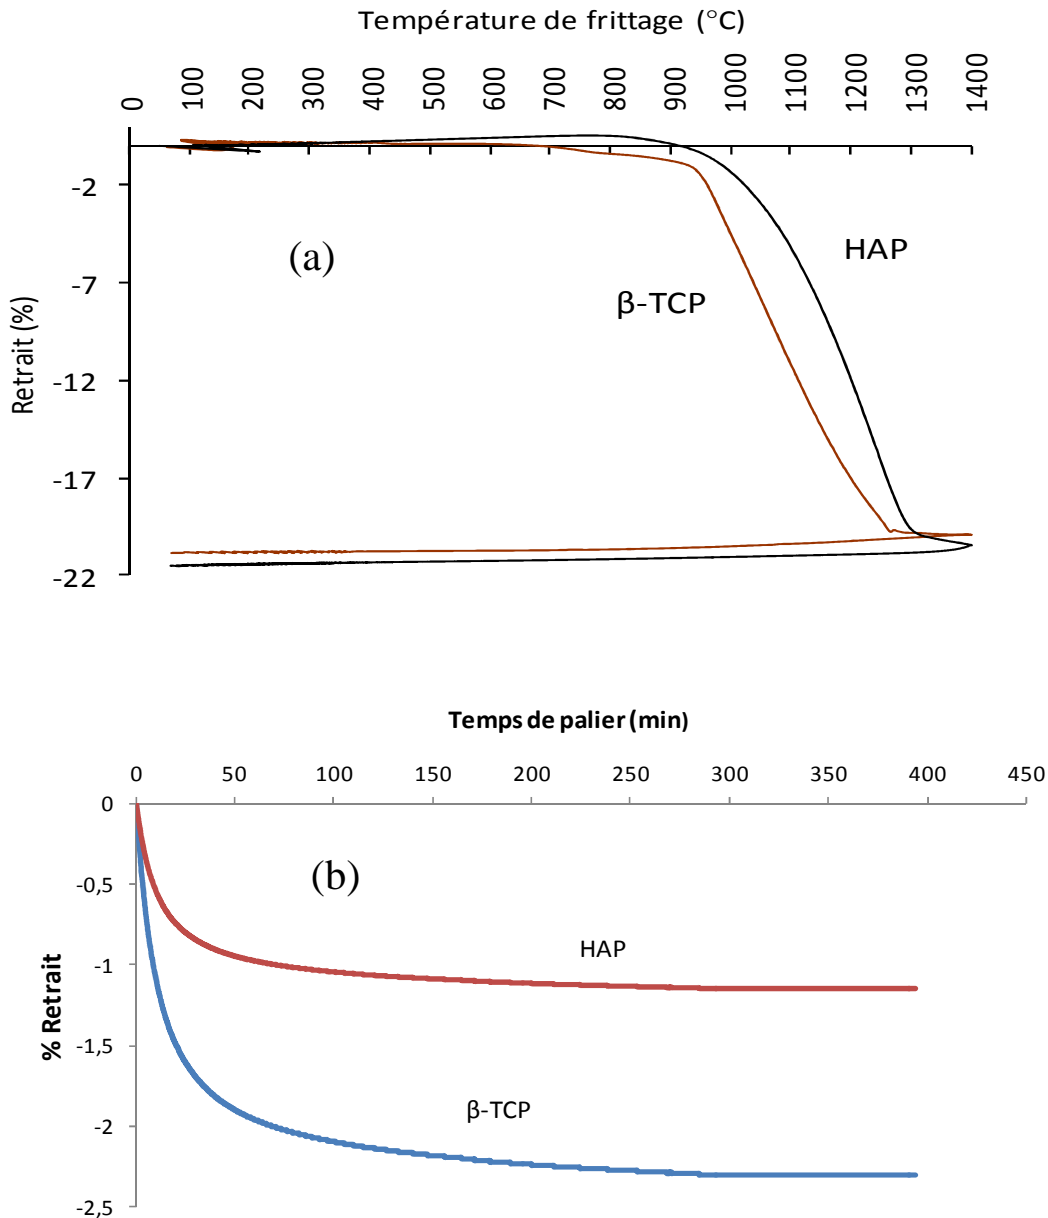 Température de frittage (°C)
0 100 200 300 400 500 600 700 800 900 1000 1100 1200 1300 1400
-2
(a)
HAP
-7
β-TCP
Retrait (%)
-12
-17
-22
Temps de palier (min)
0 50 100 150 200 250 300 350 400 450
0
(b)
-0,5
HAP
-1
% Retrait
-1,5
β-TCP
-2
-2,5